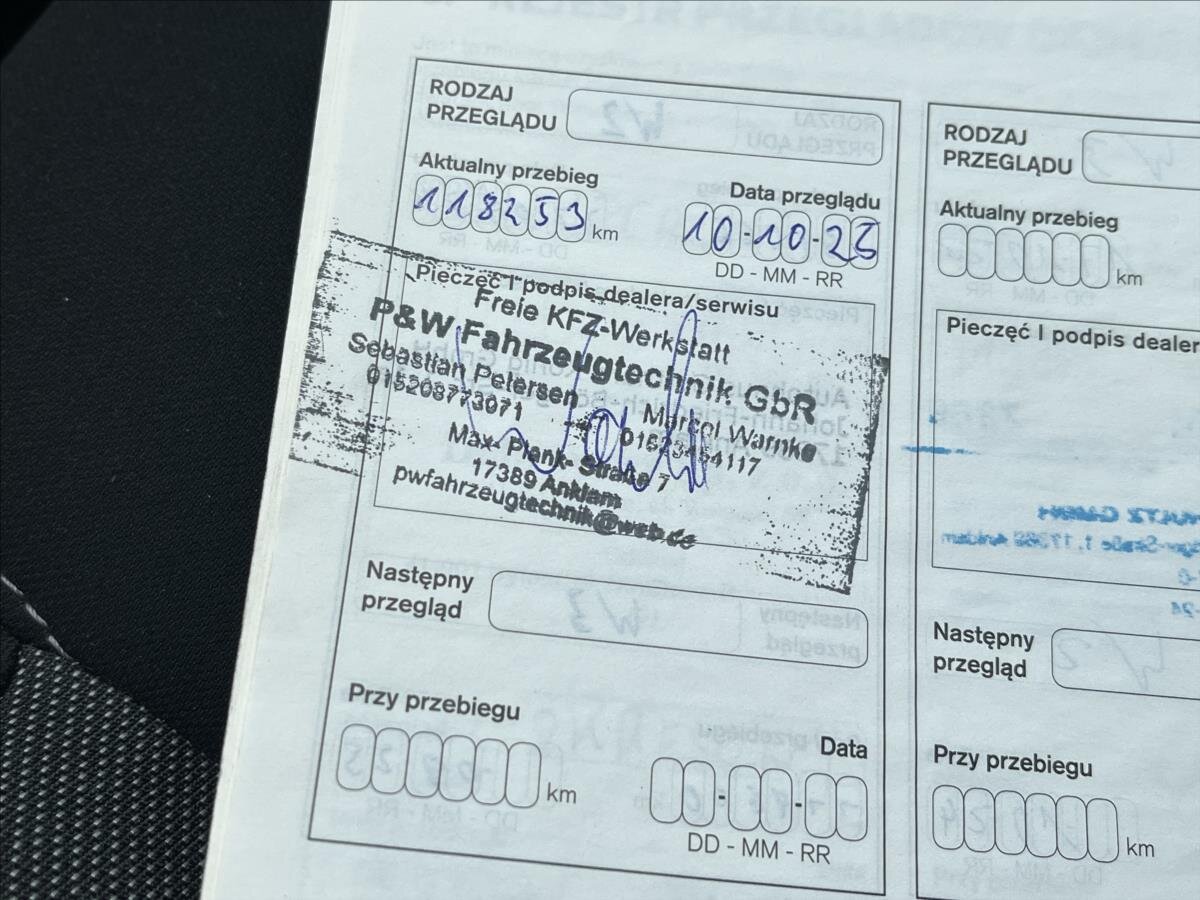 RODZAJ
PRZEGLĄDU
Aktualny przebieg
118253 km
Data przeglądu
10-10-25
DD - MM - RR
Pieczęć I podpis dealera/serwisu
Freie KFZ-Werkstatt
P&W Fahrzeugtechnik GbR
Sebastian Petersen
015208773071
Marcel Warnke
Max- Plank- Straße 7
17389 Anklam
pwfahrzeugtechnik@web.de
Następny
przegląd
Przy przebiegu
km
Data
DD - MM - RR
RODZAJ
PRZEGLĄDU
Aktualny przebieg
km
Pieczęć I podpis dealer
Następny
przegląd
Przy przebiegu
km